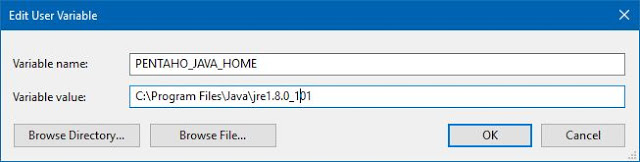 Edit User Variable
Variable name: PENTAHO_JAVA_HOME
Variable value: C:\Program Files\Java\jre1.8.0_101
Browse Directory... Browse File... OK Cancel